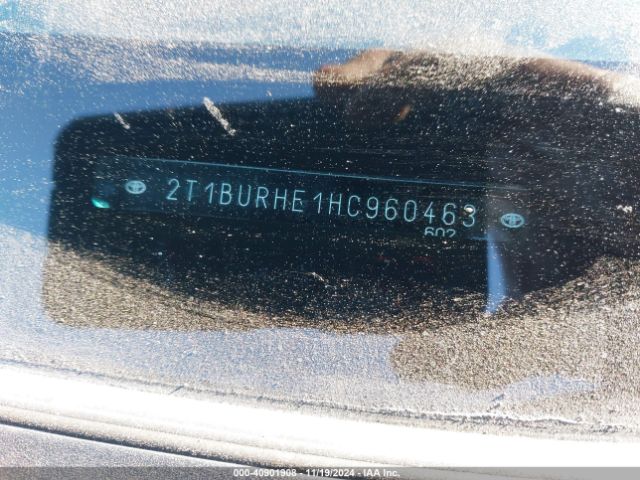 2T1BURHE1HC960463
602
000-40901908 - 11/19/2024 - IAA Inc.